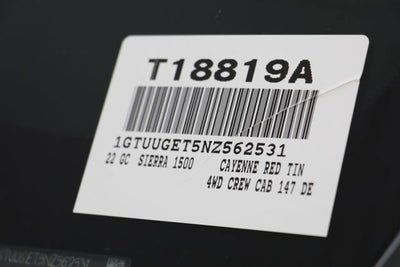 T18819A
1GTUUGET5NZ562531
22 GC SIERRA 1500 CAYENNE RED TIN
4WD CREW CAB 147 DE